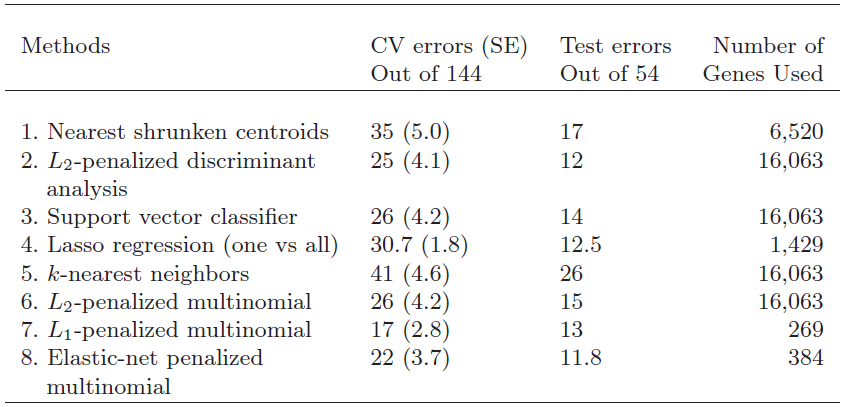 Methods CV errors (SE) Test errors Number of
Out of 144 Out of 54 Genes Used
1. Nearest shrunken centroids 35 (5.0) 17 6,520
2. L₂-penalized discriminant 25 (4.1) 12 16,063
analysis
3. Support vector classifier 26 (4.2) 14 16,063
4. Lasso regression (one vs all) 30.7 (1.8) 12.5 1,429
5. k-nearest neighbors 41 (4.6) 26 16,063
6. L₂-penalized multinomial 26 (4.2) 15 16,063
7. L₁-penalized multinomial 17 (2.8) 13 269
8. Elastic-net penalized 22 (3.7) 11.8 384
multinomial